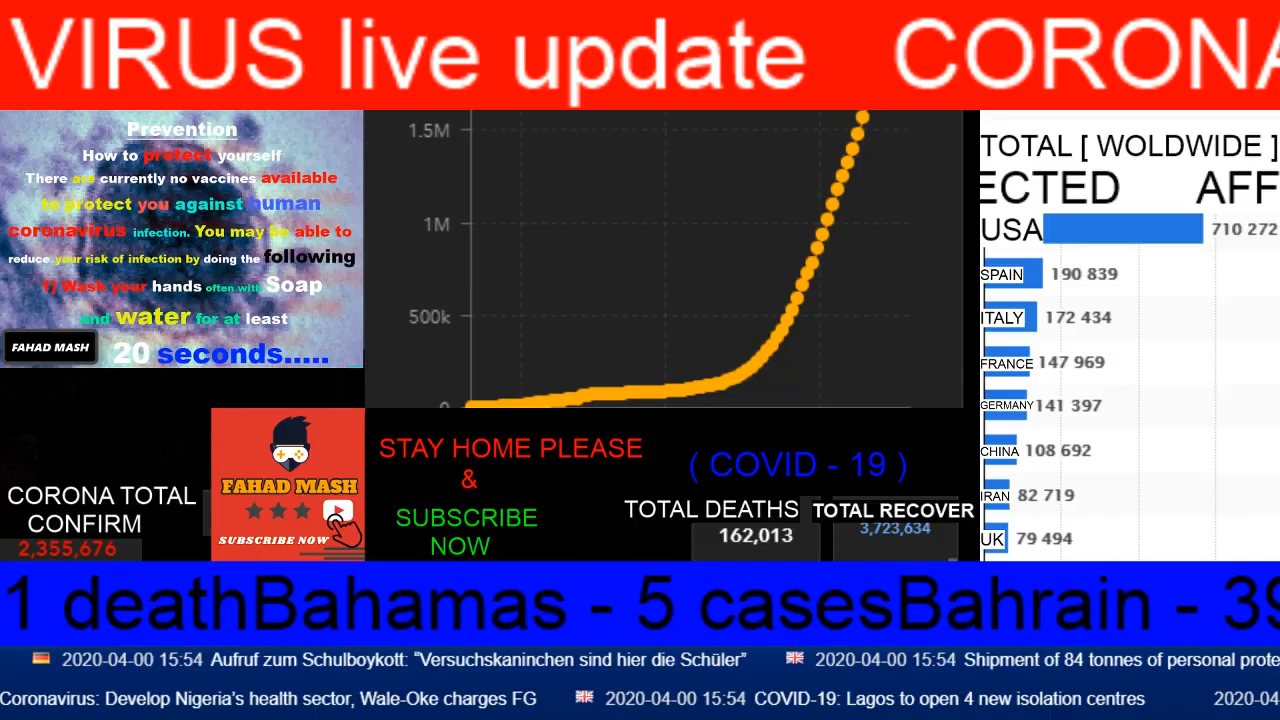 VIRUS live update CORONA
Prevention
How to protect yourself
There are currently no vaccines available
to protect you against human
coronavirus infection. You may be able to
reduce your risk of infection by doing the following
1) Wash your hands often with Soap
and water for at least
20 seconds.....
FAHAD MASH
1.5M
1M
500k
0
TOTAL [ WOLDWIDE ]
ECTED AFF
USA 710 272
SPAIN 190 839
ITALY 172 434
FRANCE 147 969
GERMANY 141 397
CHINA 108 692
IRAN 82 719
UK 79 494
CORONA TOTAL
CONFIRM
2,355,676
FAHAD MASH
SUBSCRIBE NOW
STAY HOME PLEASE
&
SUBSCRIBE
NOW
( COVID - 19 )
TOTAL DEATHS
162,013
TOTAL RECOVER
3,723,634
1 deathBahamas - 5 casesBahrain - 39
2020-04-00 15:54 Aufruf zum Schulboykott: “Versuchskaninchen sind hier die Schüler” 2020-04-00 15:54 Shipment of 84 tonnes of personal prote
Coronavirus: Develop Nigeria's health sector, Wale-Oke charges FG 2020-04-00 15:54 COVID-19: Lagos to open 4 new isolation centres 2020-04